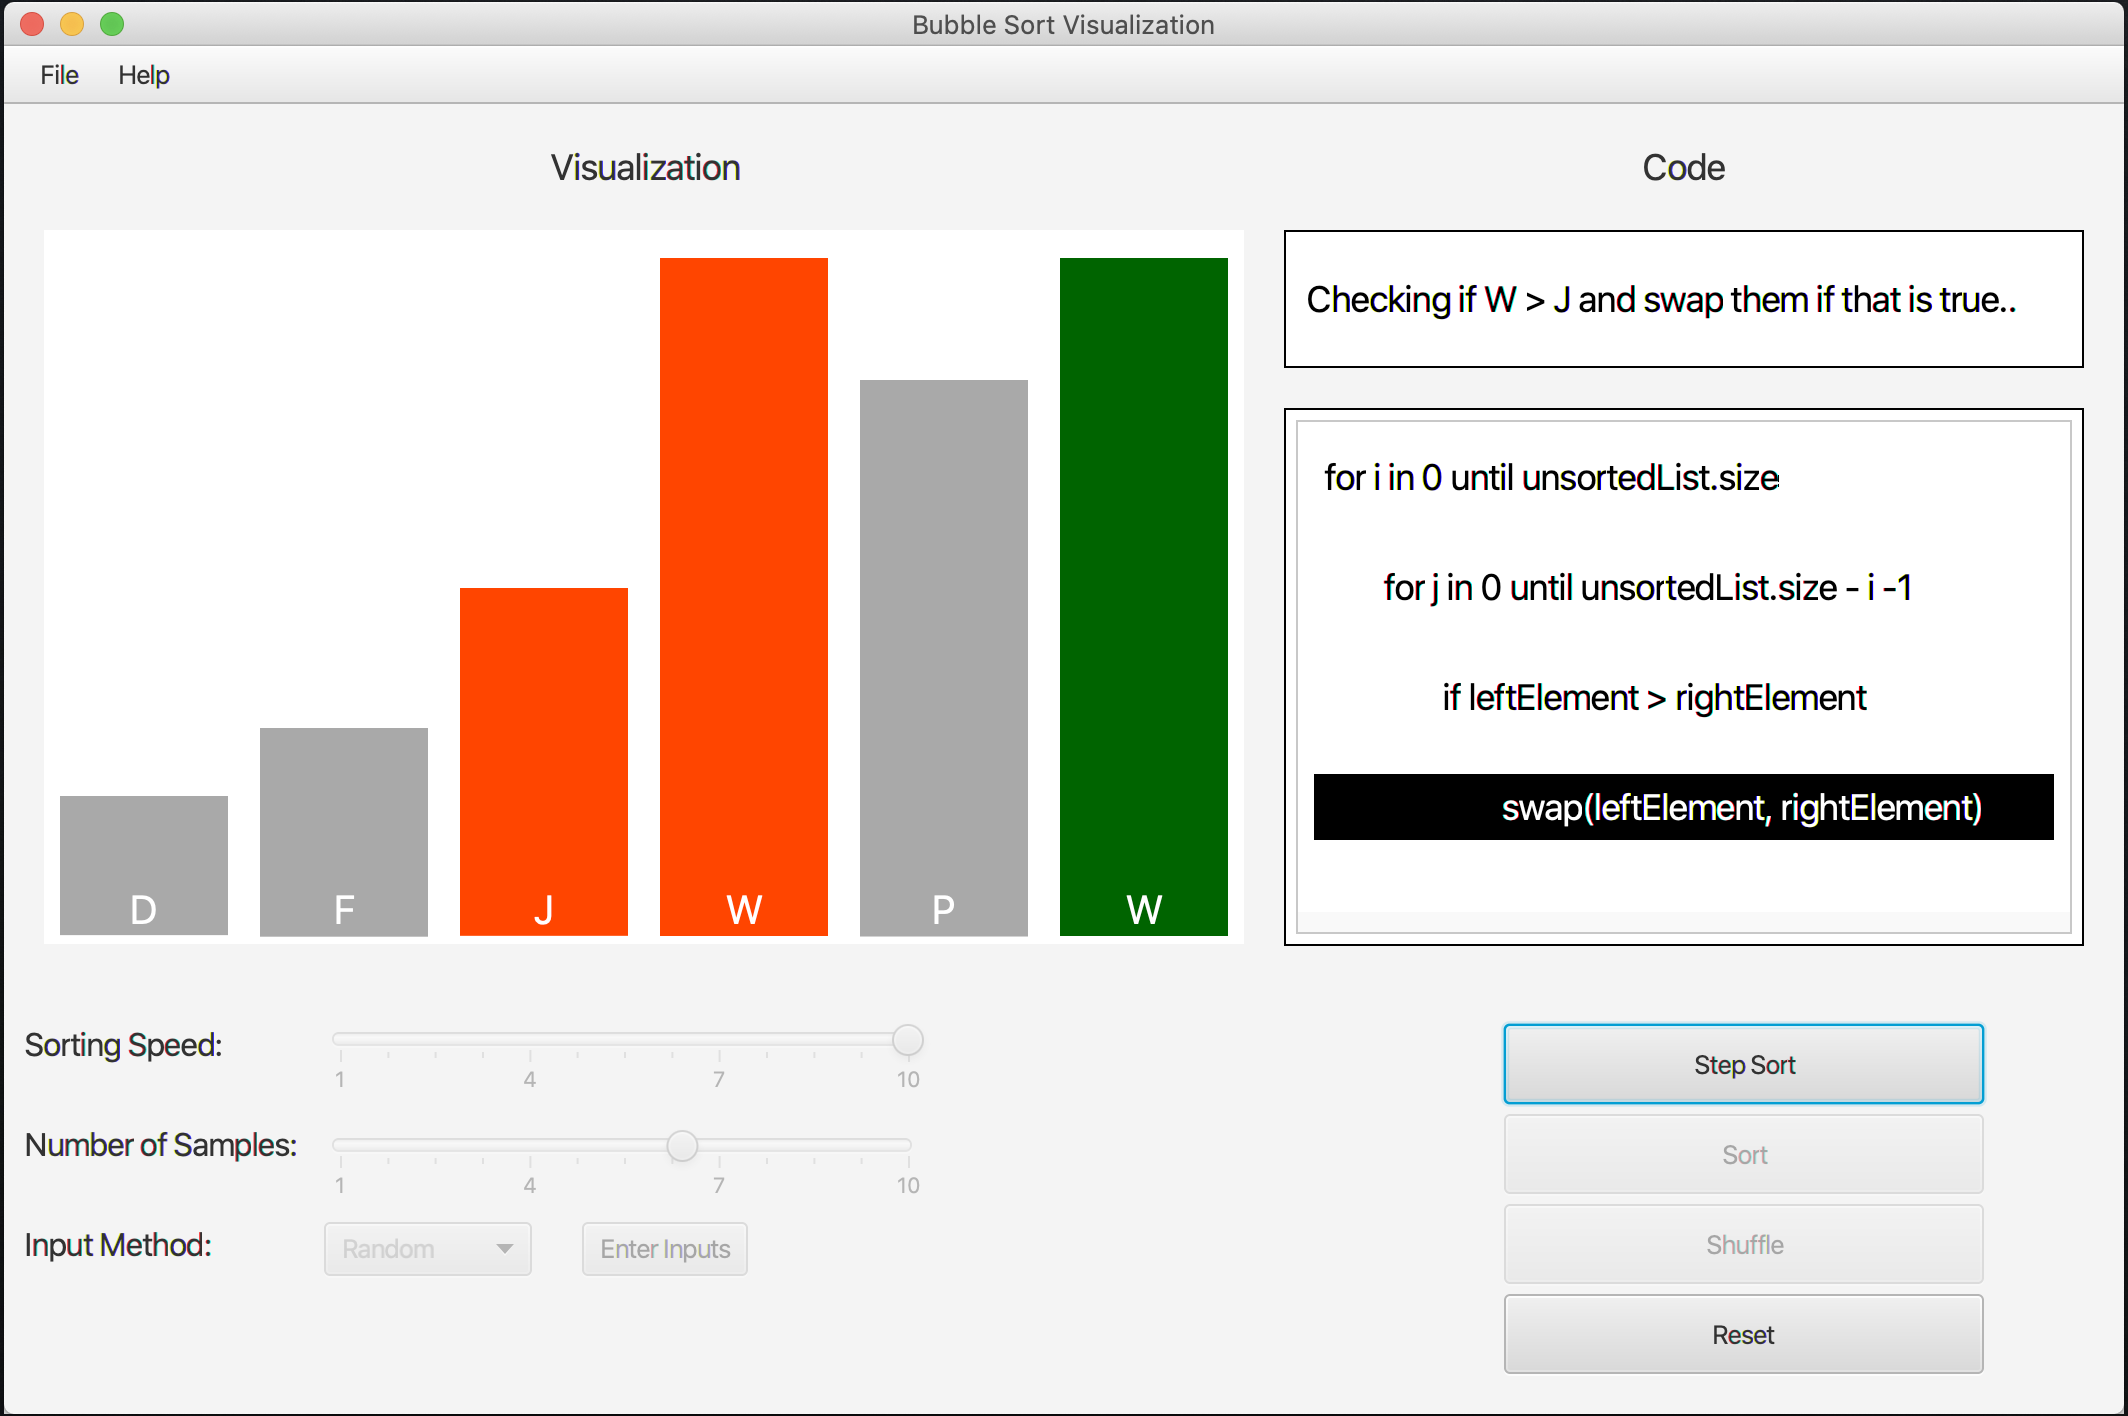 Bubble Sort Visualization
File Help
Visualization
Code
Checking if W > J and swap them if that is true..
for i in 0 until unsortedList.size
for j in 0 until unsortedList.size - i -1
if leftElement > rightElement
swap(leftElement, rightElement)
D F J W P W
Sorting Speed:
1 4 7 10
Number of Samples:
1 4 7 10
Input Method:
Random
Enter Inputs
Step Sort
Sort
Shuffle
Reset